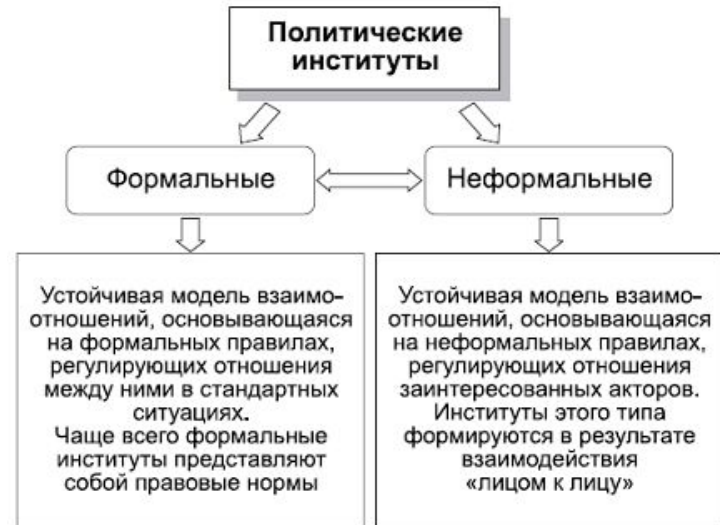 Политические
институты
Формальные
Неформальные
Устойчивая модель взаимо-
отношений, основывающаяся
на формальных правилах,
регулирующих отношения
между ними в стандартных
ситуациях.
Чаще всего формальные
институты представляют
собой правовые нормы
Устойчивая модель взаимо-
отношений, основывающаяся
на неформальных правилах,
регулирующих отношения
заинтересованных акторов.
Институты этого типа
формируются в результате
взаимодействия
«лицом к лицу»